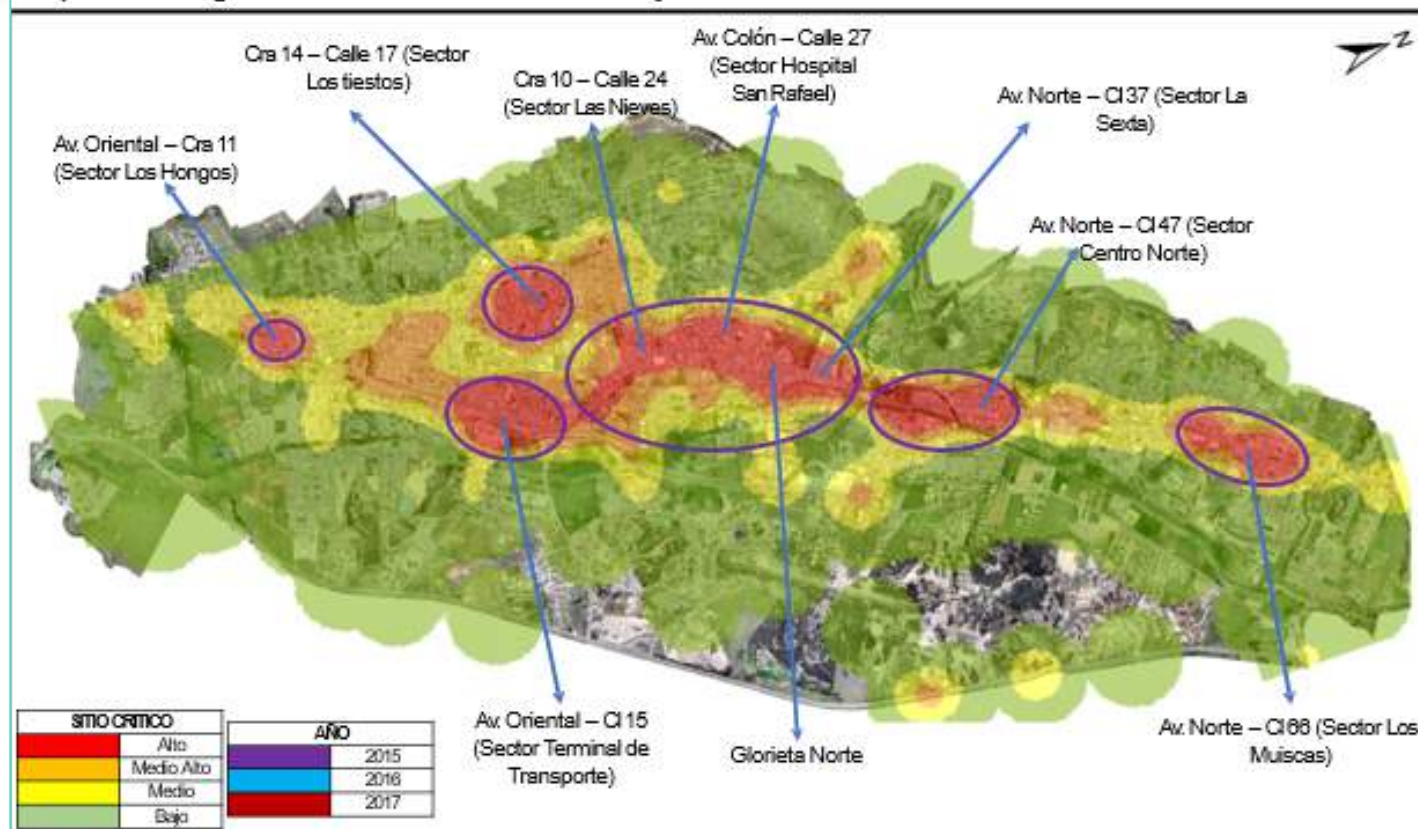 Cra 14 – Calle 17 (Sector
Los tiestos)
Cra 10 – Calle 24
(Sector Las Nieves)
Av. Colón – Calle 27
(Sector Hospital
San Rafael)
Av. Norte – Cl 37 (Sector La
Sexta)
Av. Oriental – Cra 11
(Sector Los Hongos)
Av. Norte – Cl 47 (Sector
Centro Norte)
Z
Av. Oriental – Cl 15
(Sector Terminal de
Transporte)
Glorieta Norte
Av. Norte – Cl 66 (Sector Los
Muiscas)
SITIO CRITICO
Alto
Medio Alto
Medio
Bajo
AÑO
2015
2016
2017